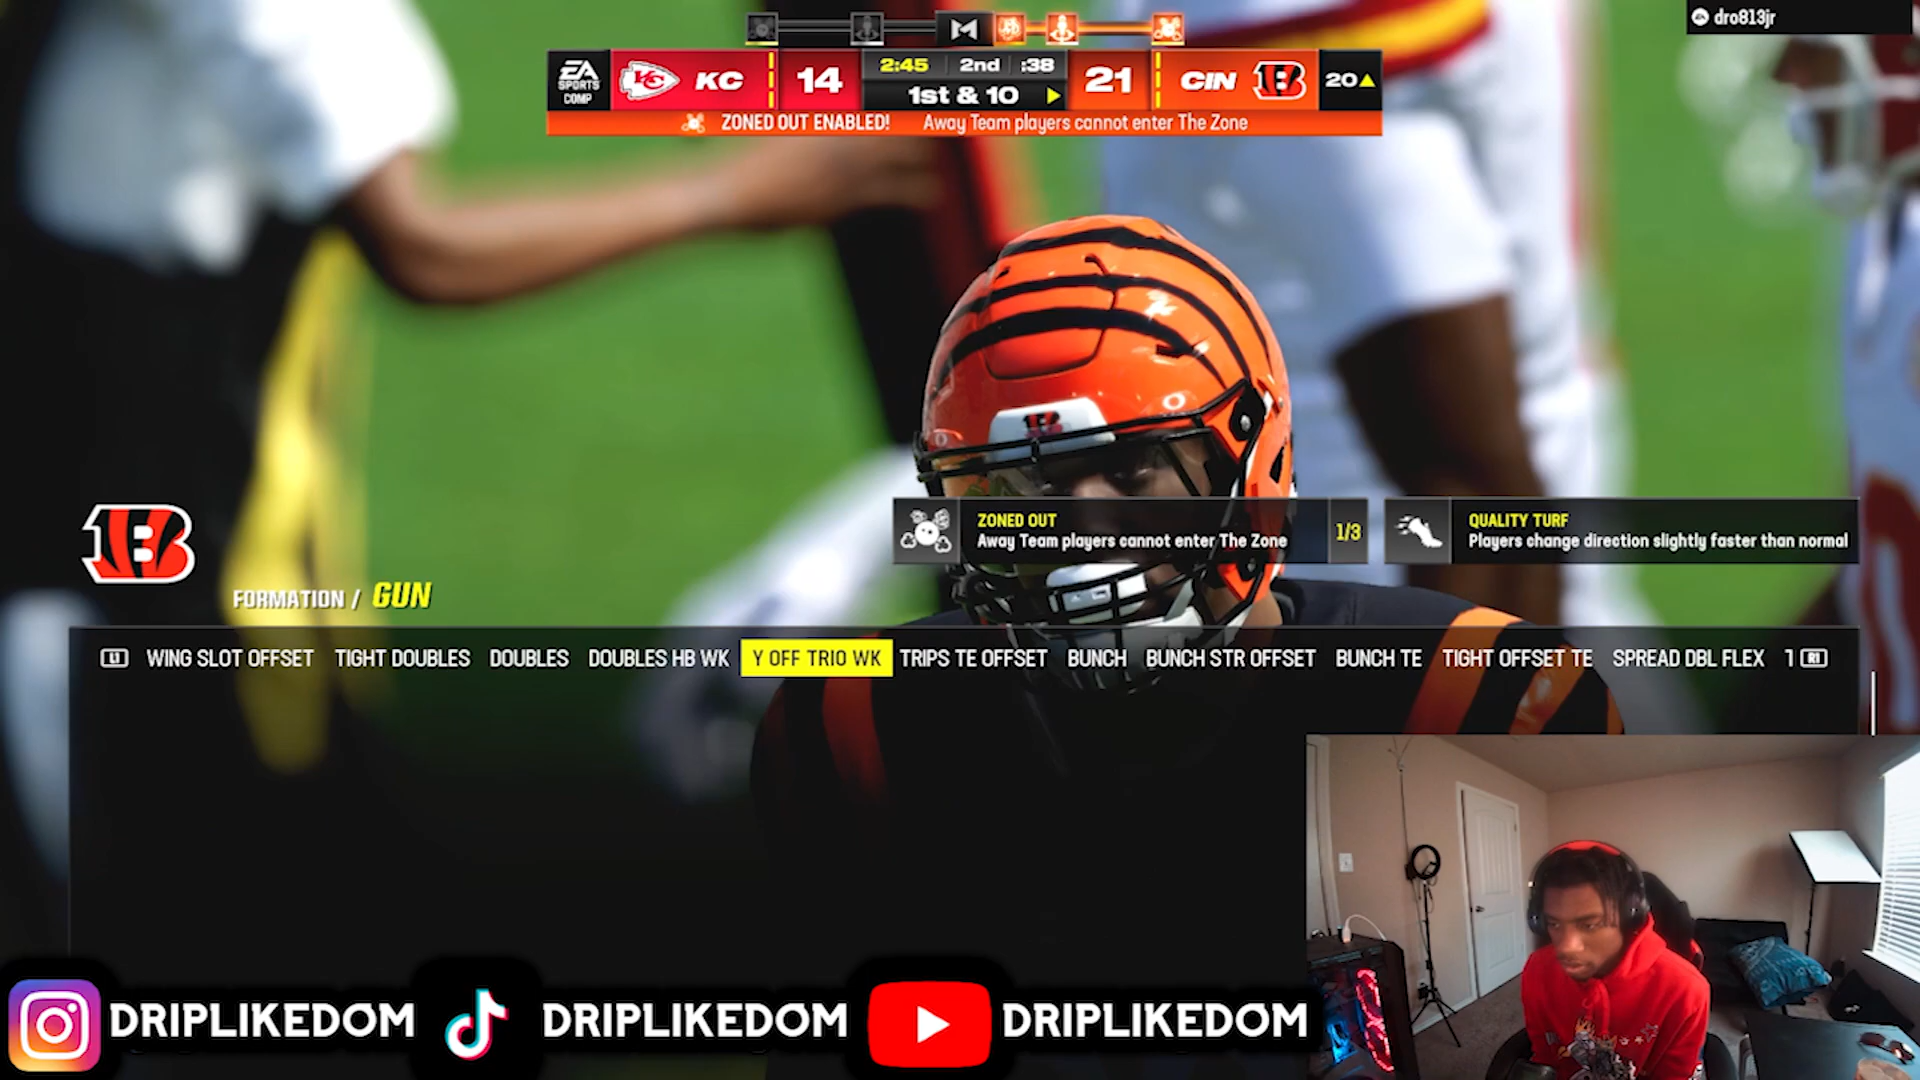 dro813jr
EA SPORTS COMP
KC 14 2:45 2nd :38 21 CIN 20
1st & 10
ZONED OUT ENABLED! Away Team players cannot enter The Zone
ZONED OUT
Away Team players cannot enter The Zone
1/3
QUALITY TURF
Players change direction slightly faster than normal
FORMATION / GUN
L1 WING SLOT OFFSET TIGHT DOUBLES DOUBLES DOUBLES HB WK Y OFF TRIO WK TRIPS TE OFFSET BUNCH BUNCH STR OFFSET BUNCH TE TIGHT OFFSET TE SPREAD DBL FLEX 1 R1
DRIPLIKEDOM DRIPLIKEDOM DRIPLIKEDOM